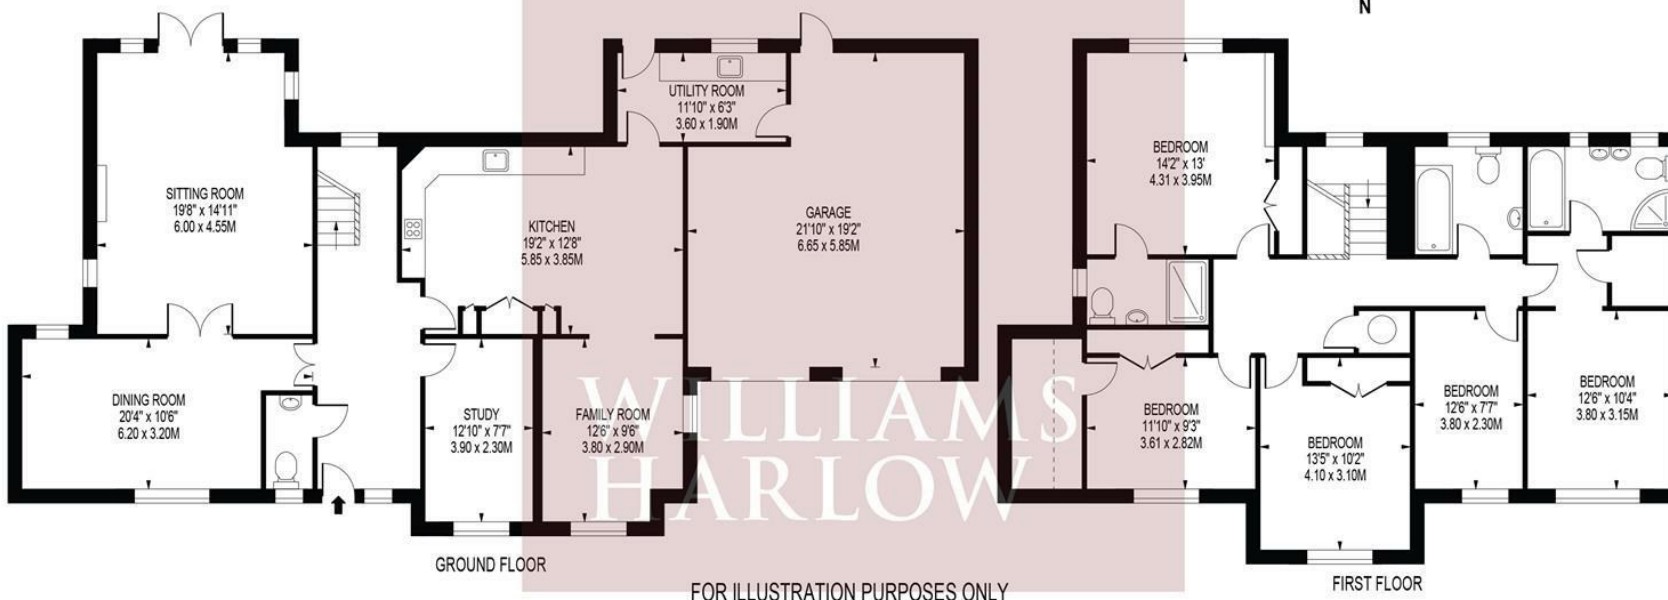 N
UTILITY ROOM
11'10" x 6'3"
3.60 x 1.90M
SITTING ROOM
19'8" x 14'11"
6.00 x 4.55M
KITCHEN
19'2" x 12'8"
5.85 x 3.85M
GARAGE
21'10" x 19'2"
6.65 x 5.85M
DINING ROOM
20'4" x 10'6"
6.20 x 3.20M
STUDY
12'10" x 7'7"
3.90 x 2.30M
FAMILY ROOM
12'6" x 9'6"
3.80 x 2.90M
GROUND FLOOR
BEDROOM
14'2" x 13'
4.31 x 3.95M
BEDROOM
11'10" x 9'3"
3.61 x 2.82M
BEDROOM
13'5" x 10'2"
4.10 x 3.10M
BEDROOM
12'6" x 7'7"
3.80 x 2.30M
BEDROOM
12'6" x 10'4"
3.80 x 3.15M
FIRST FLOOR
WILLIAMS
HARLOW
FOR ILLUSTRATION PURPOSES ONLY